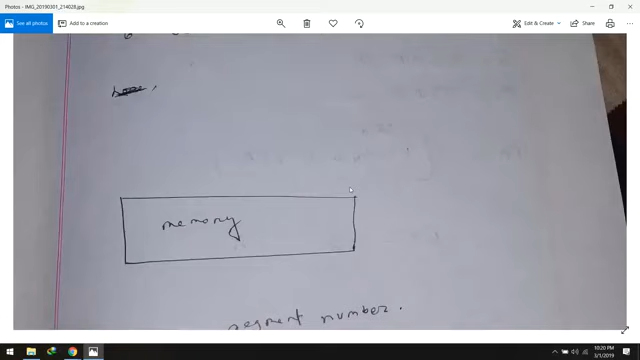 Photos - IMG_20190301_214028.jpg
See all photos
Add to a creation
Edit & Create
Share
memory
segment number.
10:20 PM
3/1/2019